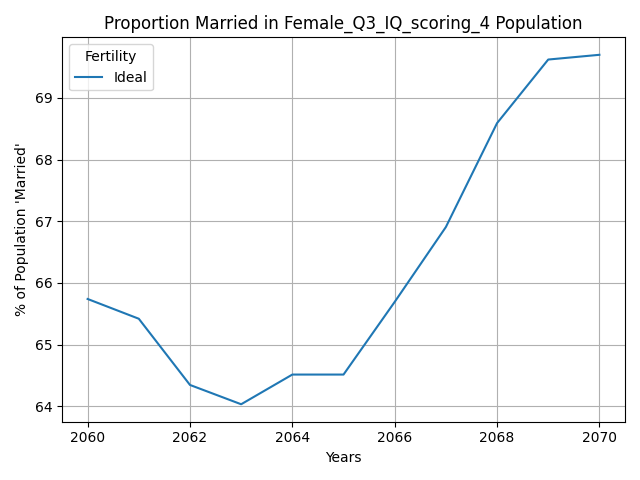 Proportion Married in Female_Q3_IQ_scoring_4 Population
Fertility
Ideal
% of Population 'Married'
69
68
67
66
65
64
2060 2062 2064 2066 2068 2070
Years